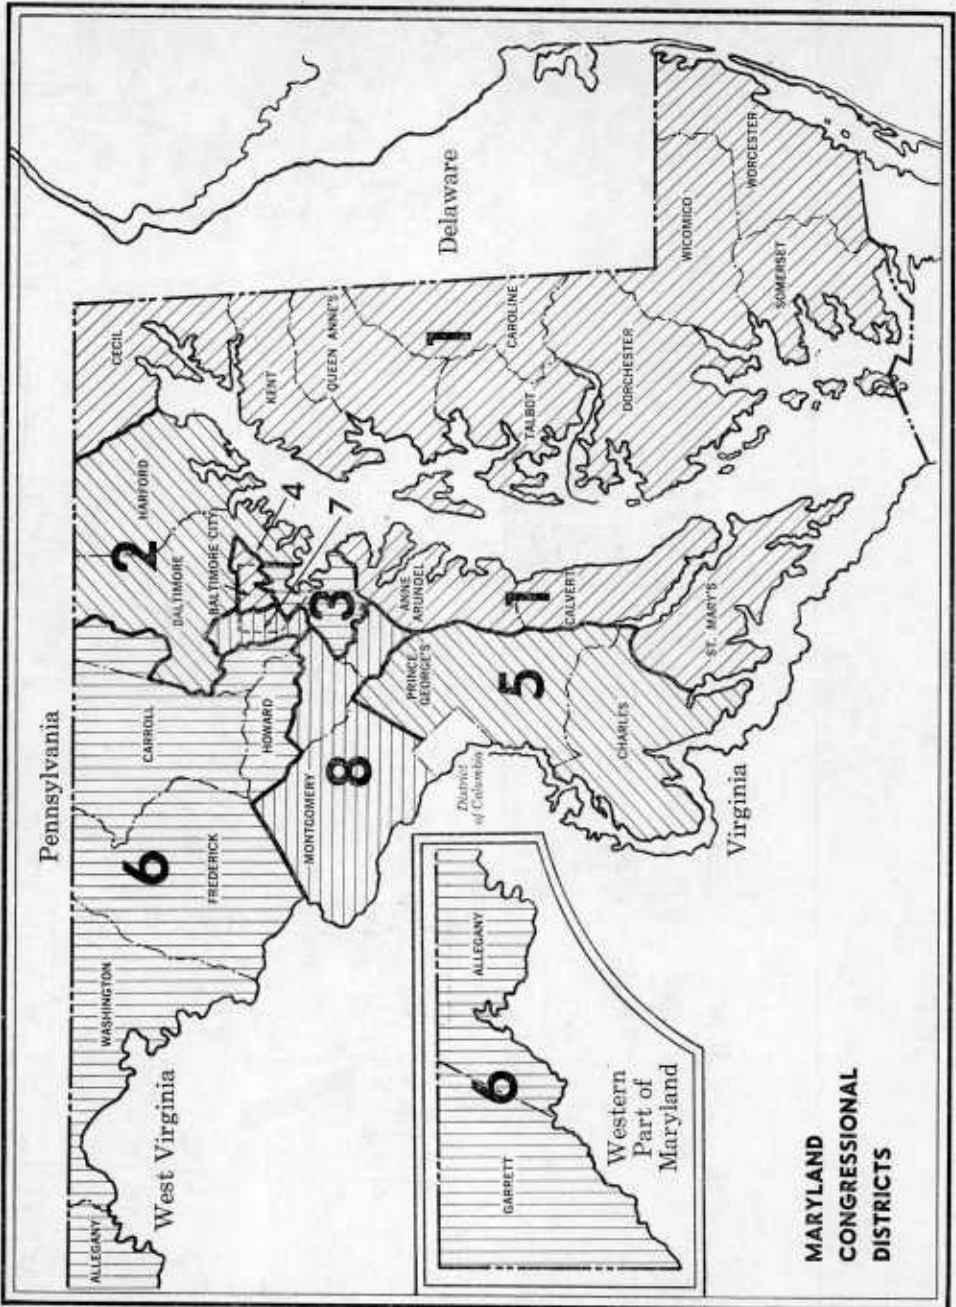 Pennsylvania
West Virginia
ALLEGANY
WASHINGTON
6
FREDERICK
CARROLL
HOWARD
MONTGOMERY
8
2
HARFORD
BALTIMORE
BALTIMORE CITY
4
7
3
CECIL
KENT
QUEEN ANNE'S
1
CAROLINE
TALBOT
DORCHESTER
WICOMICO
WORCESTER
SOMERSET
Delaware
ANNE
ARUNDEL
1
CALVERT
ST. MARY'S
PRINCE
GEORGE'S
5
CHARLES
District
of Columbia
Virginia
ALLEGANY
6
GARRETT
Western
Part of
Maryland
MARYLAND
CONGRESSIONAL
DISTRICTS